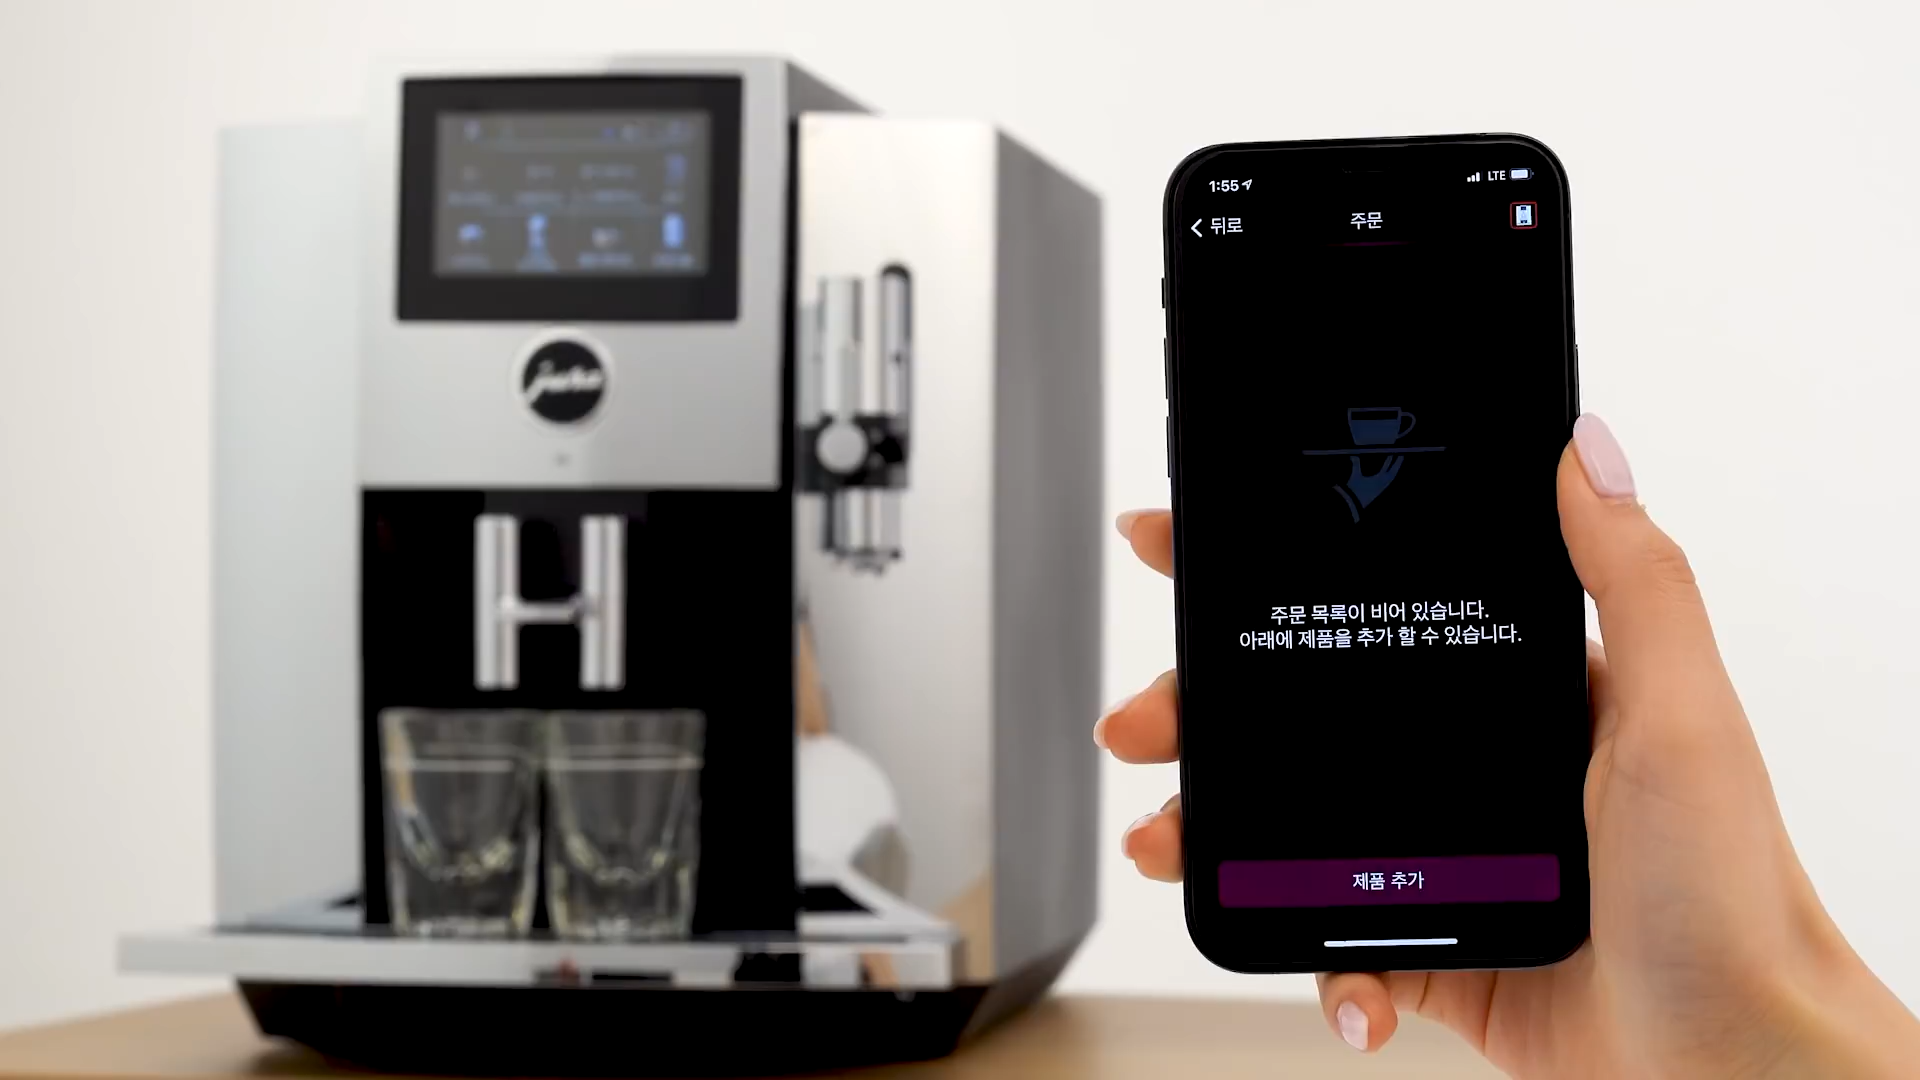 jura
1:55
LTE
뒤로
주문
주문 목록이 비어 있습니다.
아래에 제품을 추가 할 수 있습니다.
제품 추가